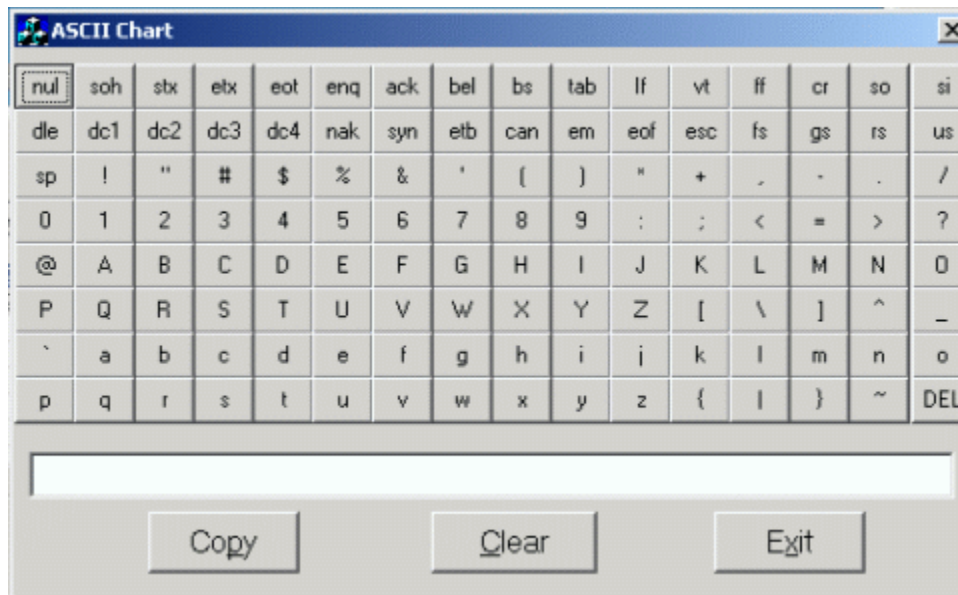 ASCII Chart
nul soh stx etx eot enq ack bel bs tab lf vt ff cr so si
dle dc1 dc2 dc3 dc4 nak syn etb can em eof esc fs gs rs us
sp ! " # $ % & ' ( ) * + , - . /
0 1 2 3 4 5 6 7 8 9 : ; < = > ?
@ A B C D E F G H I J K L M N O
P Q R S T U V W X Y Z [ \ ] ^ _
` a b c d e f g h i j k l m n o
p q r s t u v w x y z { | } ~ DEL
Copy Clear Exit